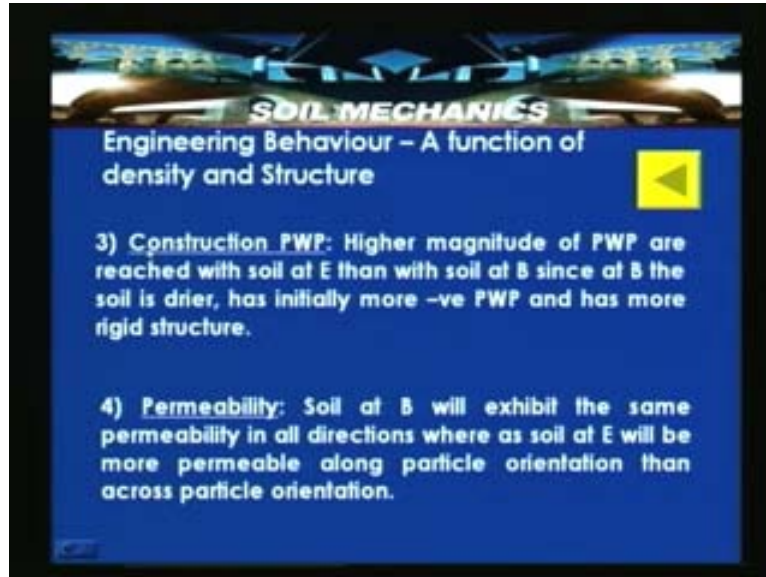 SOIL MECHANICS
Engineering Behaviour – A function of
density and Structure
3) Construction PWP: Higher magnitude of PWP are
reached with soil at E than with soil at B since at B the
soil is drier, has initially more –ve PWP and has more
rigid structure.
4) Permeability: Soil at B will exhibit the same
permeability in all directions where as soil at E will be
more permeable along particle orientation than
across particle orientation.